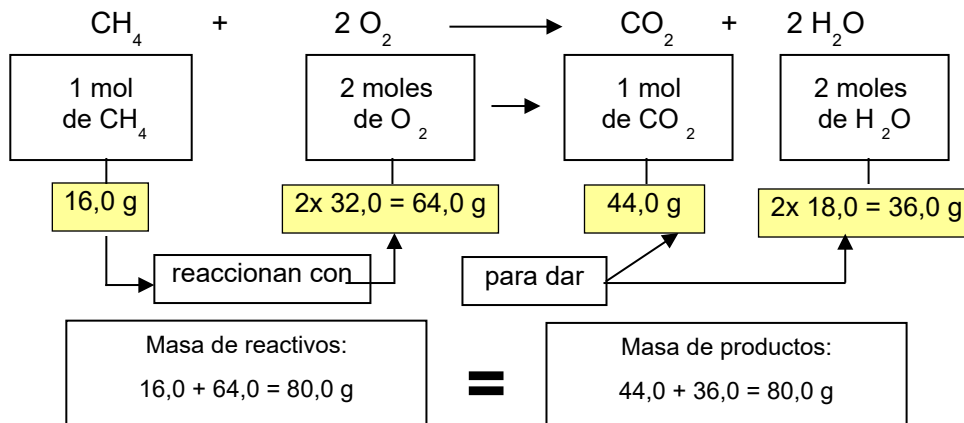 CH4 + 2 O2 → CO2 + 2 H2O
1 mol 2 moles → 1 mol 2 moles
de CH4 de O2 de CO2 de H2O
16,0 g 2x 32,0 = 64,0 g 44,0 g 2x 18,0 = 36,0 g
reaccionan con para dar
Masa de reactivos: Masa de productos:
16,0 + 64,0 = 80,0 g = 44,0 + 36,0 = 80,0 g